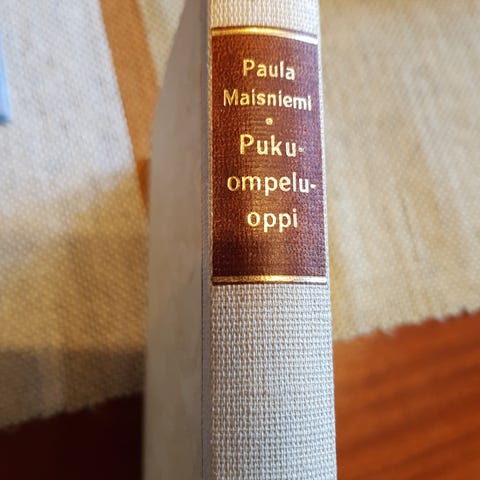 Paula
Maisniemi
•
Puku-
ompelu-
oppi